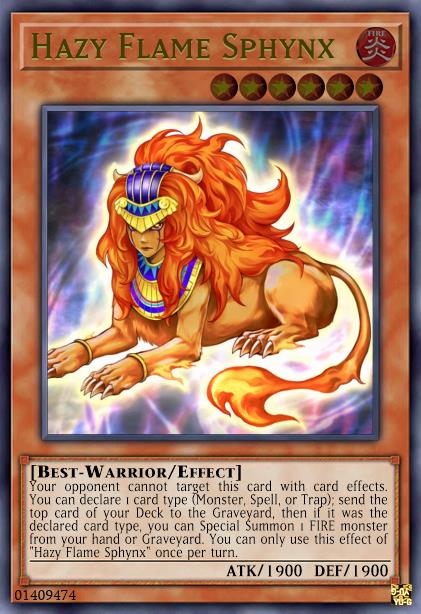 Hazy Flame Sphynx
FIRE
炎
[Best-Warrior/Effect]
Your opponent cannot target this card with card effects.
You can declare 1 card type (Monster, Spell, or Trap); send the
top card of your Deck to the Graveyard, then if it was the
declared card type, you can Special Summon 1 FIRE monster
from your hand or Graveyard. You can only use this effect of
"Hazy Flame Sphynx" once per turn.
ATK/1900 DEF/1900
01409474